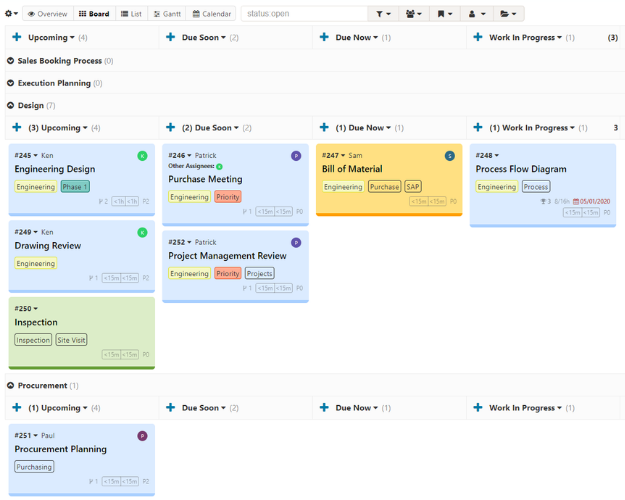 Overview Board List Gantt Calendar status open
Upcoming (4) Due Soon (2) Due Now (1) Work In Progress (1) (3)
Sales Booking Process (0)
Execution Planning (0)
Design (7)
(3) Upcoming (4) (2) Due Soon (2) (1) Due Now (1) (1) Work In Progress (1) 3
#245 Ken K
Engineering Design
Engineering Phase 1
2 <1h <1h P2
#246 Patrick P
Other Assignees:
Purchase Meeting
Engineering Priority
1 <15m <15m P0
#247 Sam S
Bill of Material
Engineering Purchase SAP
<15m <15m P0
#248
Process Flow Diagram
Engineering Process
3 8/16h 05/01/2020
<15m <15m P0
#249 Ken K
Drawing Review
Engineering
1 <15m <15m P2
#252 Patrick P
Project Management Review
Engineering Priority Projects
1 <15m <15m P0
#250
Inspection
Inspection Site Visit
<15m <15m P0
Procurement (1)
(1) Upcoming (4) Due Soon (2) Due Now (1) Work In Progress (1)
#251 Paul P
Procurement Planning
Purchasing
1 <15m <15m P0